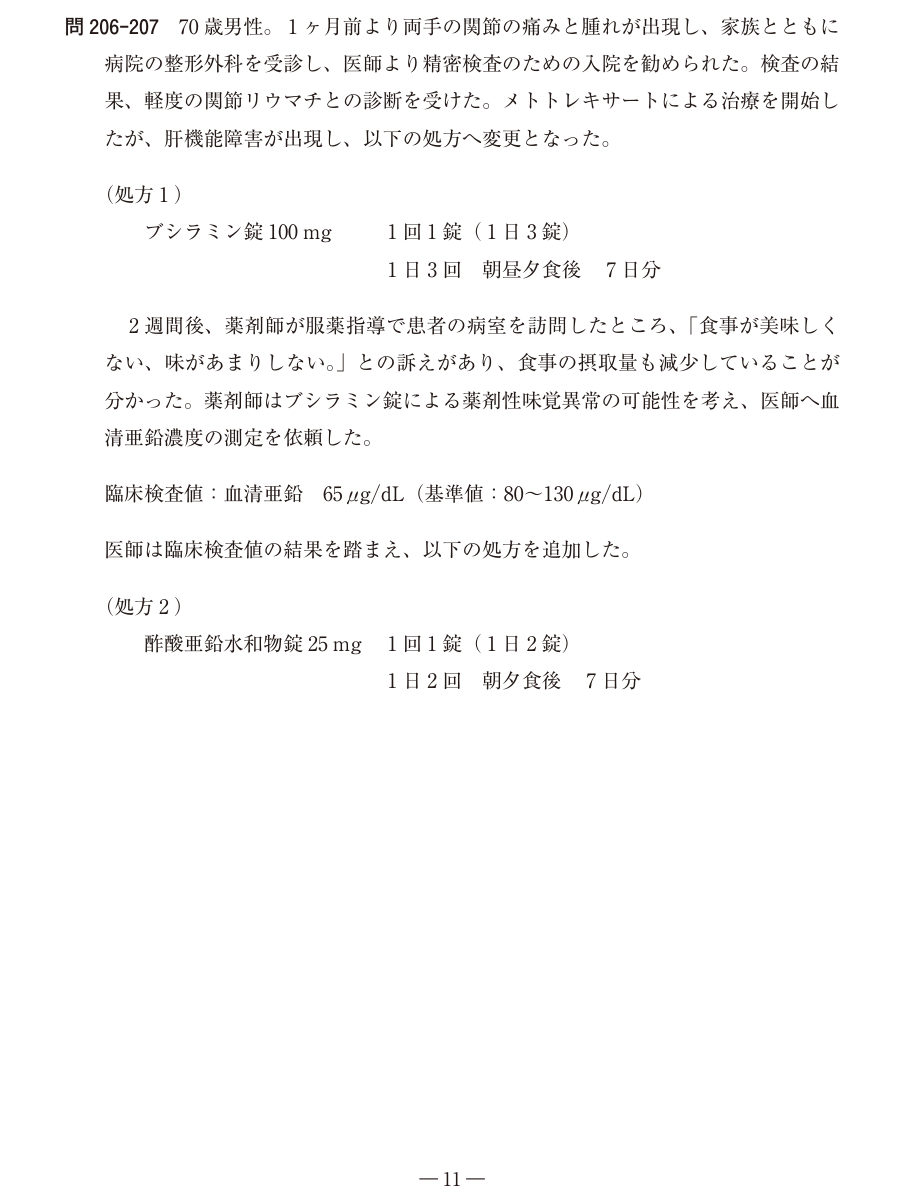 問 206-207　70 歳男性。1ヶ月前より両手の関節の痛みと腫れが出現し、家族とともに
病院の整形外科を受診し、医師より精密検査のための入院を勧められた。検査の結
果、軽度の関節リウマチとの診断を受けた。メトトレキサートによる治療を開始し
たが、肝機能障害が出現し、以下の処方へ変更となった。
（処方1）
ブシラミン錠 100 mg　1回1錠（1日3錠）
1日3回　朝昼夕食後　7日分
2週間後、薬剤師が服薬指導で患者の病室を訪問したところ、「食事が美味しく
ない、味があまりしない。」との訴えがあり、食事の摂取量も減少していることが
分かった。薬剤師はブシラミン錠による薬剤性味覚異常の可能性を考え、医師へ血
清亜鉛濃度の測定を依頼した。
臨床検査値：血清亜鉛　65 μg/dL（基準値：80～130 μg/dL）
医師は臨床検査値の結果を踏まえ、以下の処方を追加した。
（処方2）
酢酸亜鉛水和物錠 25 mg　1回1錠（1日2錠）
1日2回　朝夕食後　7日分
― 11 ―